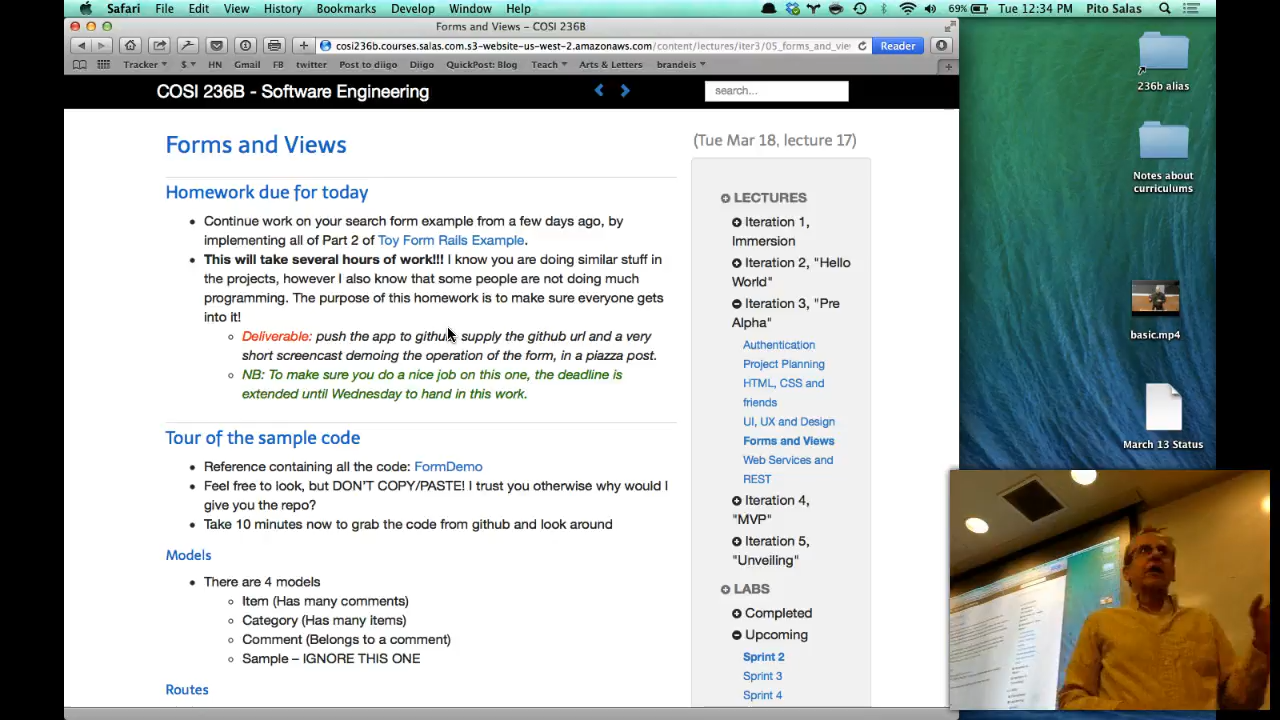 Safari File Edit View History Bookmarks Develop Window Help 69% Tue 12:34 PM Pito Salas
Forms and Views – COSI 236B
cosi236b.courses.salas.com.s3-website-us-west-2.amazonaws.com/content/lectures/iter3/05_forms_and_vie Reader
Tracker $ HN Gmail FB twitter Post to diigo Diigo QuickPost: Blog Teach Arts & Letters brandeis
COSI 236B - Software Engineering
search...
Forms and Views
Homework due for today
Continue work on your search form example from a few days ago, by
implementing all of Part 2 of Toy Form Rails Example.
This will take several hours of work!!! I know you are doing similar stuff in
the projects, however I also know that some people are not doing much
programming. The purpose of this homework is to make sure everyone gets
into it!
Deliverable: push the app to github, supply the github url and a very
short screencast demoing the operation of the form, in a piazza post.
NB: To make sure you do a nice job on this one, the deadline is
extended until Wednesday to hand in this work.
Tour of the sample code
Reference containing all the code: FormDemo
Feel free to look, but DON'T COPY/PASTE! I trust you otherwise why would I
give you the repo?
Take 10 minutes now to grab the code from github and look around
Models
There are 4 models
Item (Has many comments)
Category (Has many items)
Comment (Belongs to a comment)
Sample – IGNORE THIS ONE
Routes
(Tue Mar 18, lecture 17)
LECTURES
Iteration 1,
Immersion
Iteration 2, "Hello
World"
Iteration 3, "Pre
Alpha"
Authentication
Project Planning
HTML, CSS and
friends
UI, UX and Design
Forms and Views
Web Services and
REST
Iteration 4,
"MVP"
Iteration 5,
"Unveiling"
LABS
Completed
Upcoming
Sprint 2
Sprint 3
Sprint 4
236b alias
Notes about
curriculums
basic.mp4
March 13 Status